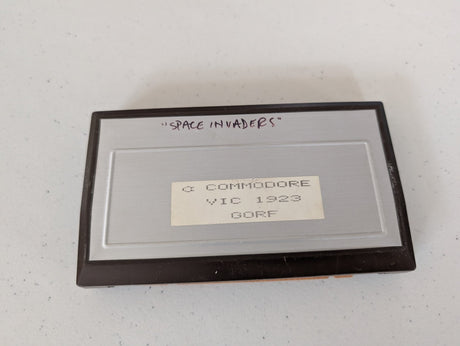 "SPACE INVADERS"
C COMMODORE
VIC 1923
GORF